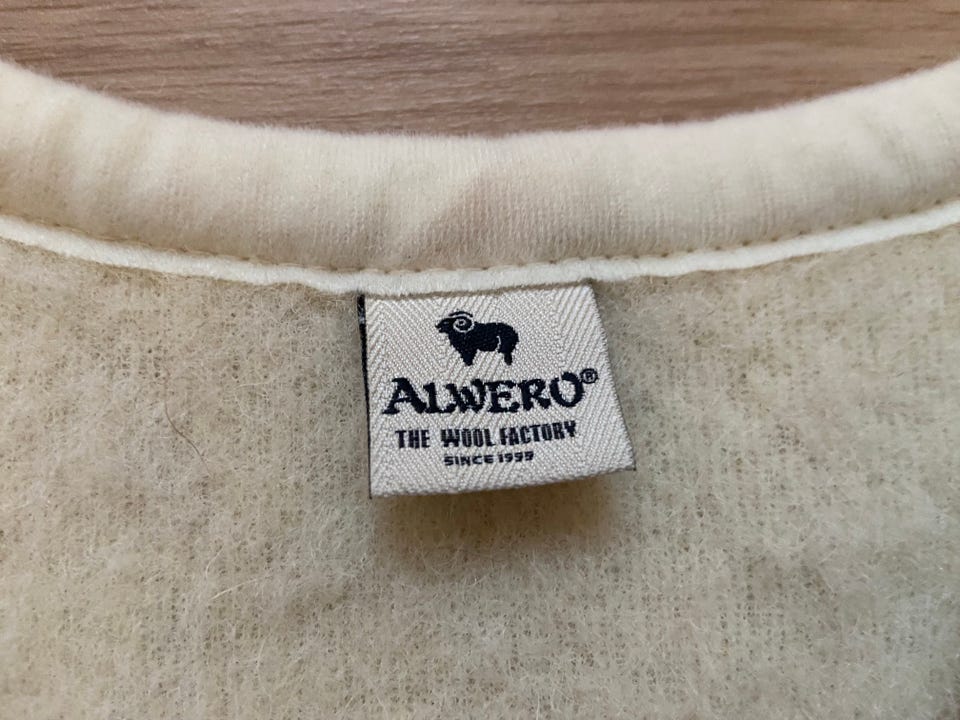 ALWERO®
THE WOOL FACTORY
SINCE 1999